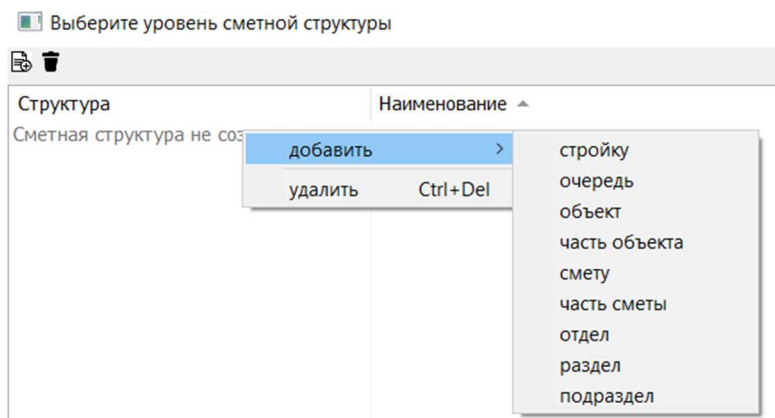 Выберите уровень сметной структуры
Структура Наименование
Сметная структура не соз
добавить
удалить Ctrl+Del
стройку
очередь
объект
часть объекта
смету
часть сметы
отдел
раздел
подраздел